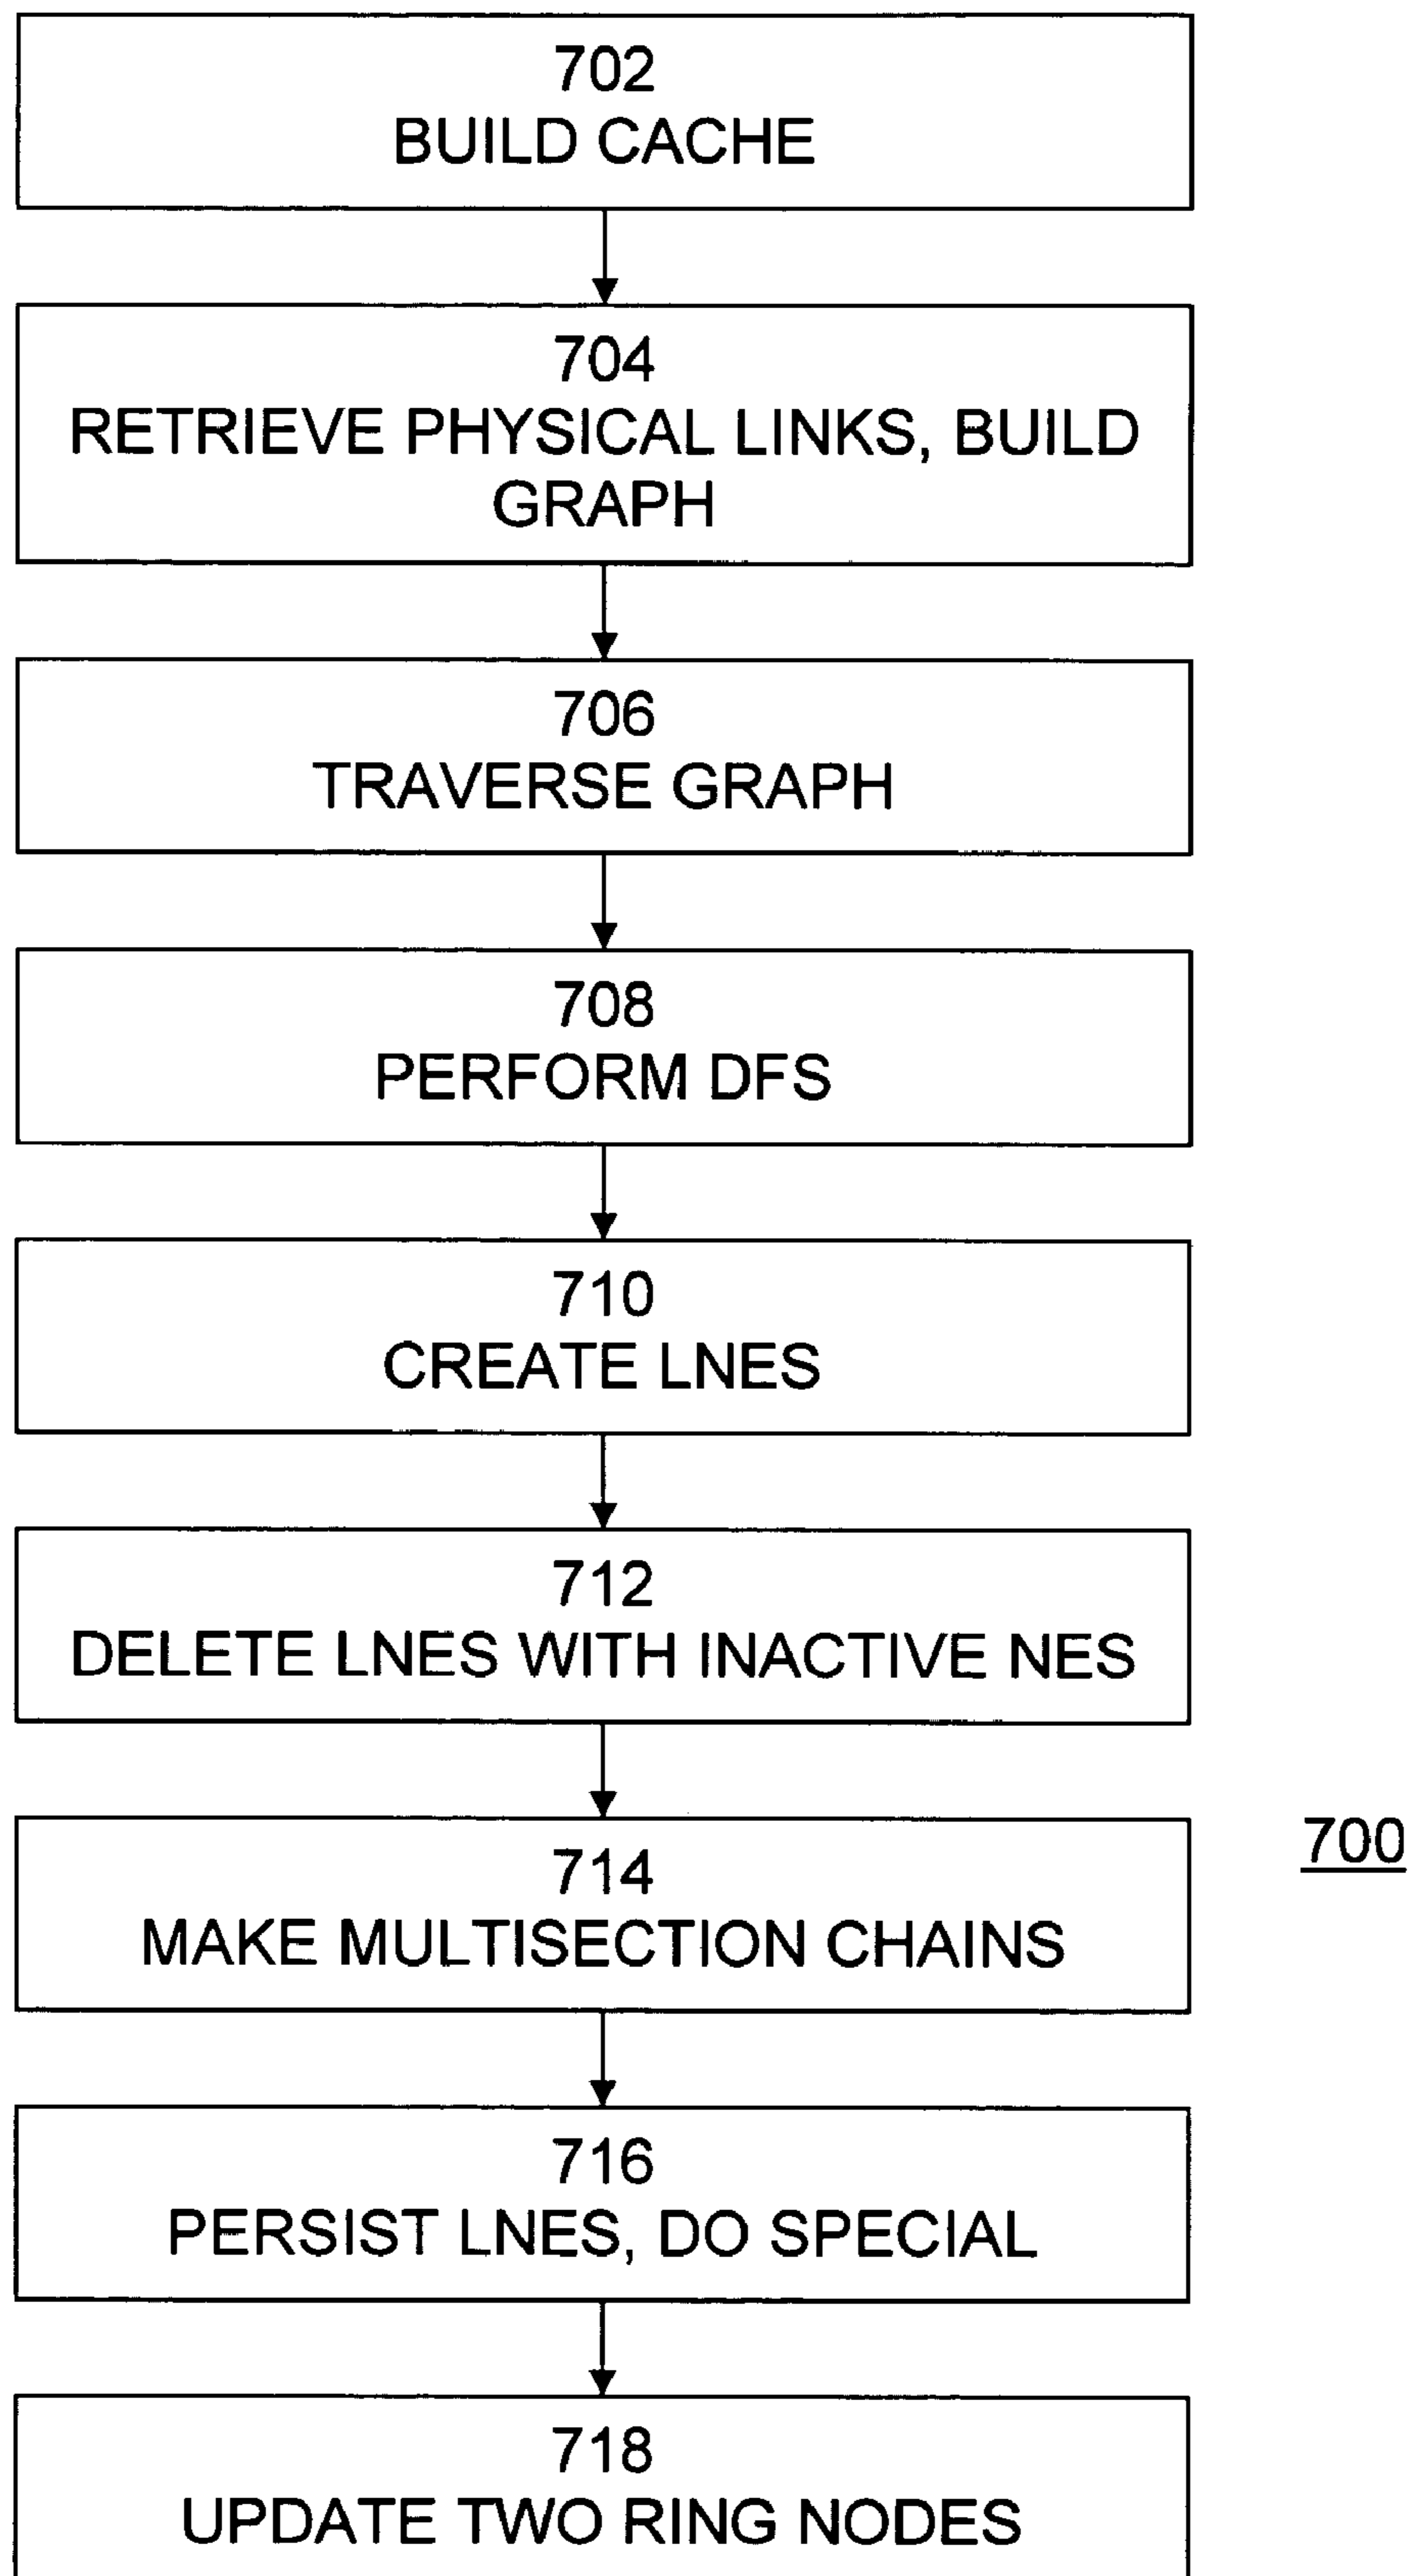 702
BUILD CACHE
704
RETRIEVE PHYSICAL LINKS, BUILD
GRAPH
706
TRAVERSE GRAPH
708
PERFORM DFS
710
CREATE LNES
712
DELETE LNES WITH INACTIVE NES
714
MAKE MULTISECTION CHAINS
700
716
PERSIST LNES, DO SPECIAL
718
UPDATE TWO RING NODES